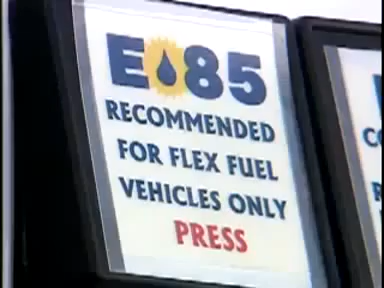 E85
RECOMMENDED
FOR FLEX FUEL
VEHICLES ONLY
PRESS